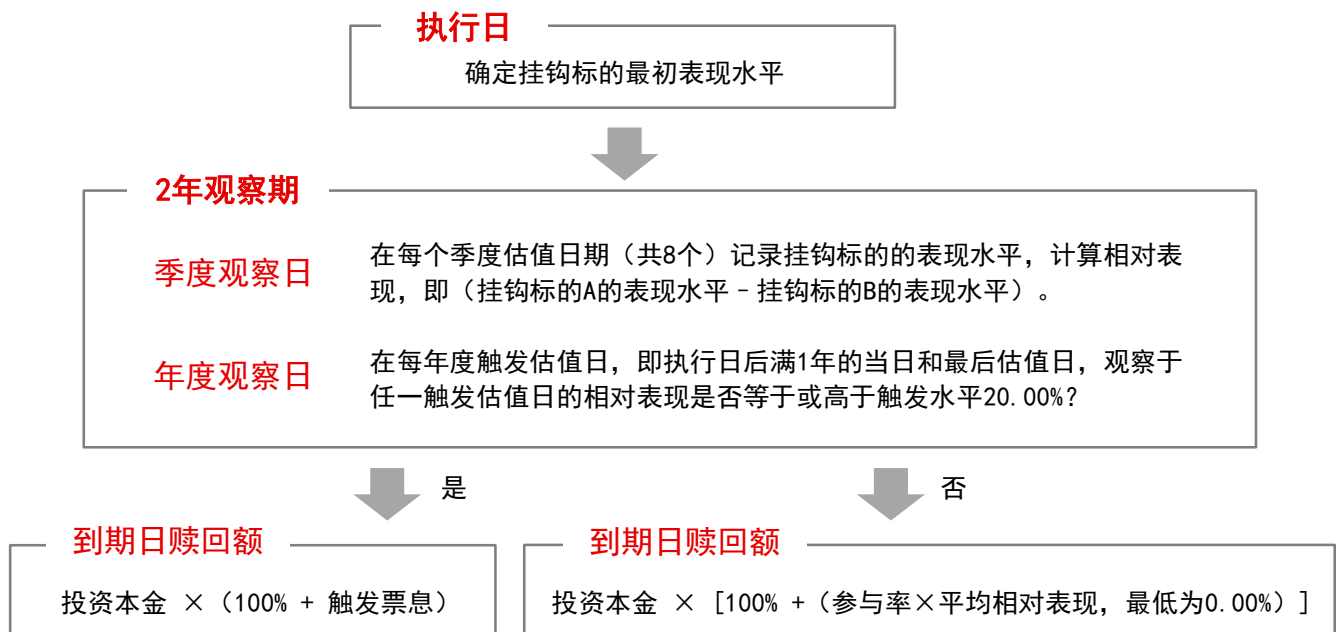 执行日
确定挂钩标的最初表现水平
2年观察期
季度观察日
在每个季度估值日期（共8个）记录挂钩标的的表现水平，计算相对表
现，即（挂钩标的A的表现水平–挂钩标的B的表现水平）。
年度观察日
在每年度触发估值日，即执行日后满1年的当日和最后估值日，观察于
任一触发估值日的相对表现是否等于或高于触发水平20.00%?
是
否
到期日赎回额
投资本金 ×（100% + 触发票息）
到期日赎回额
投资本金 × [100% +（参与率×平均相对表现，最低为0.00%）]